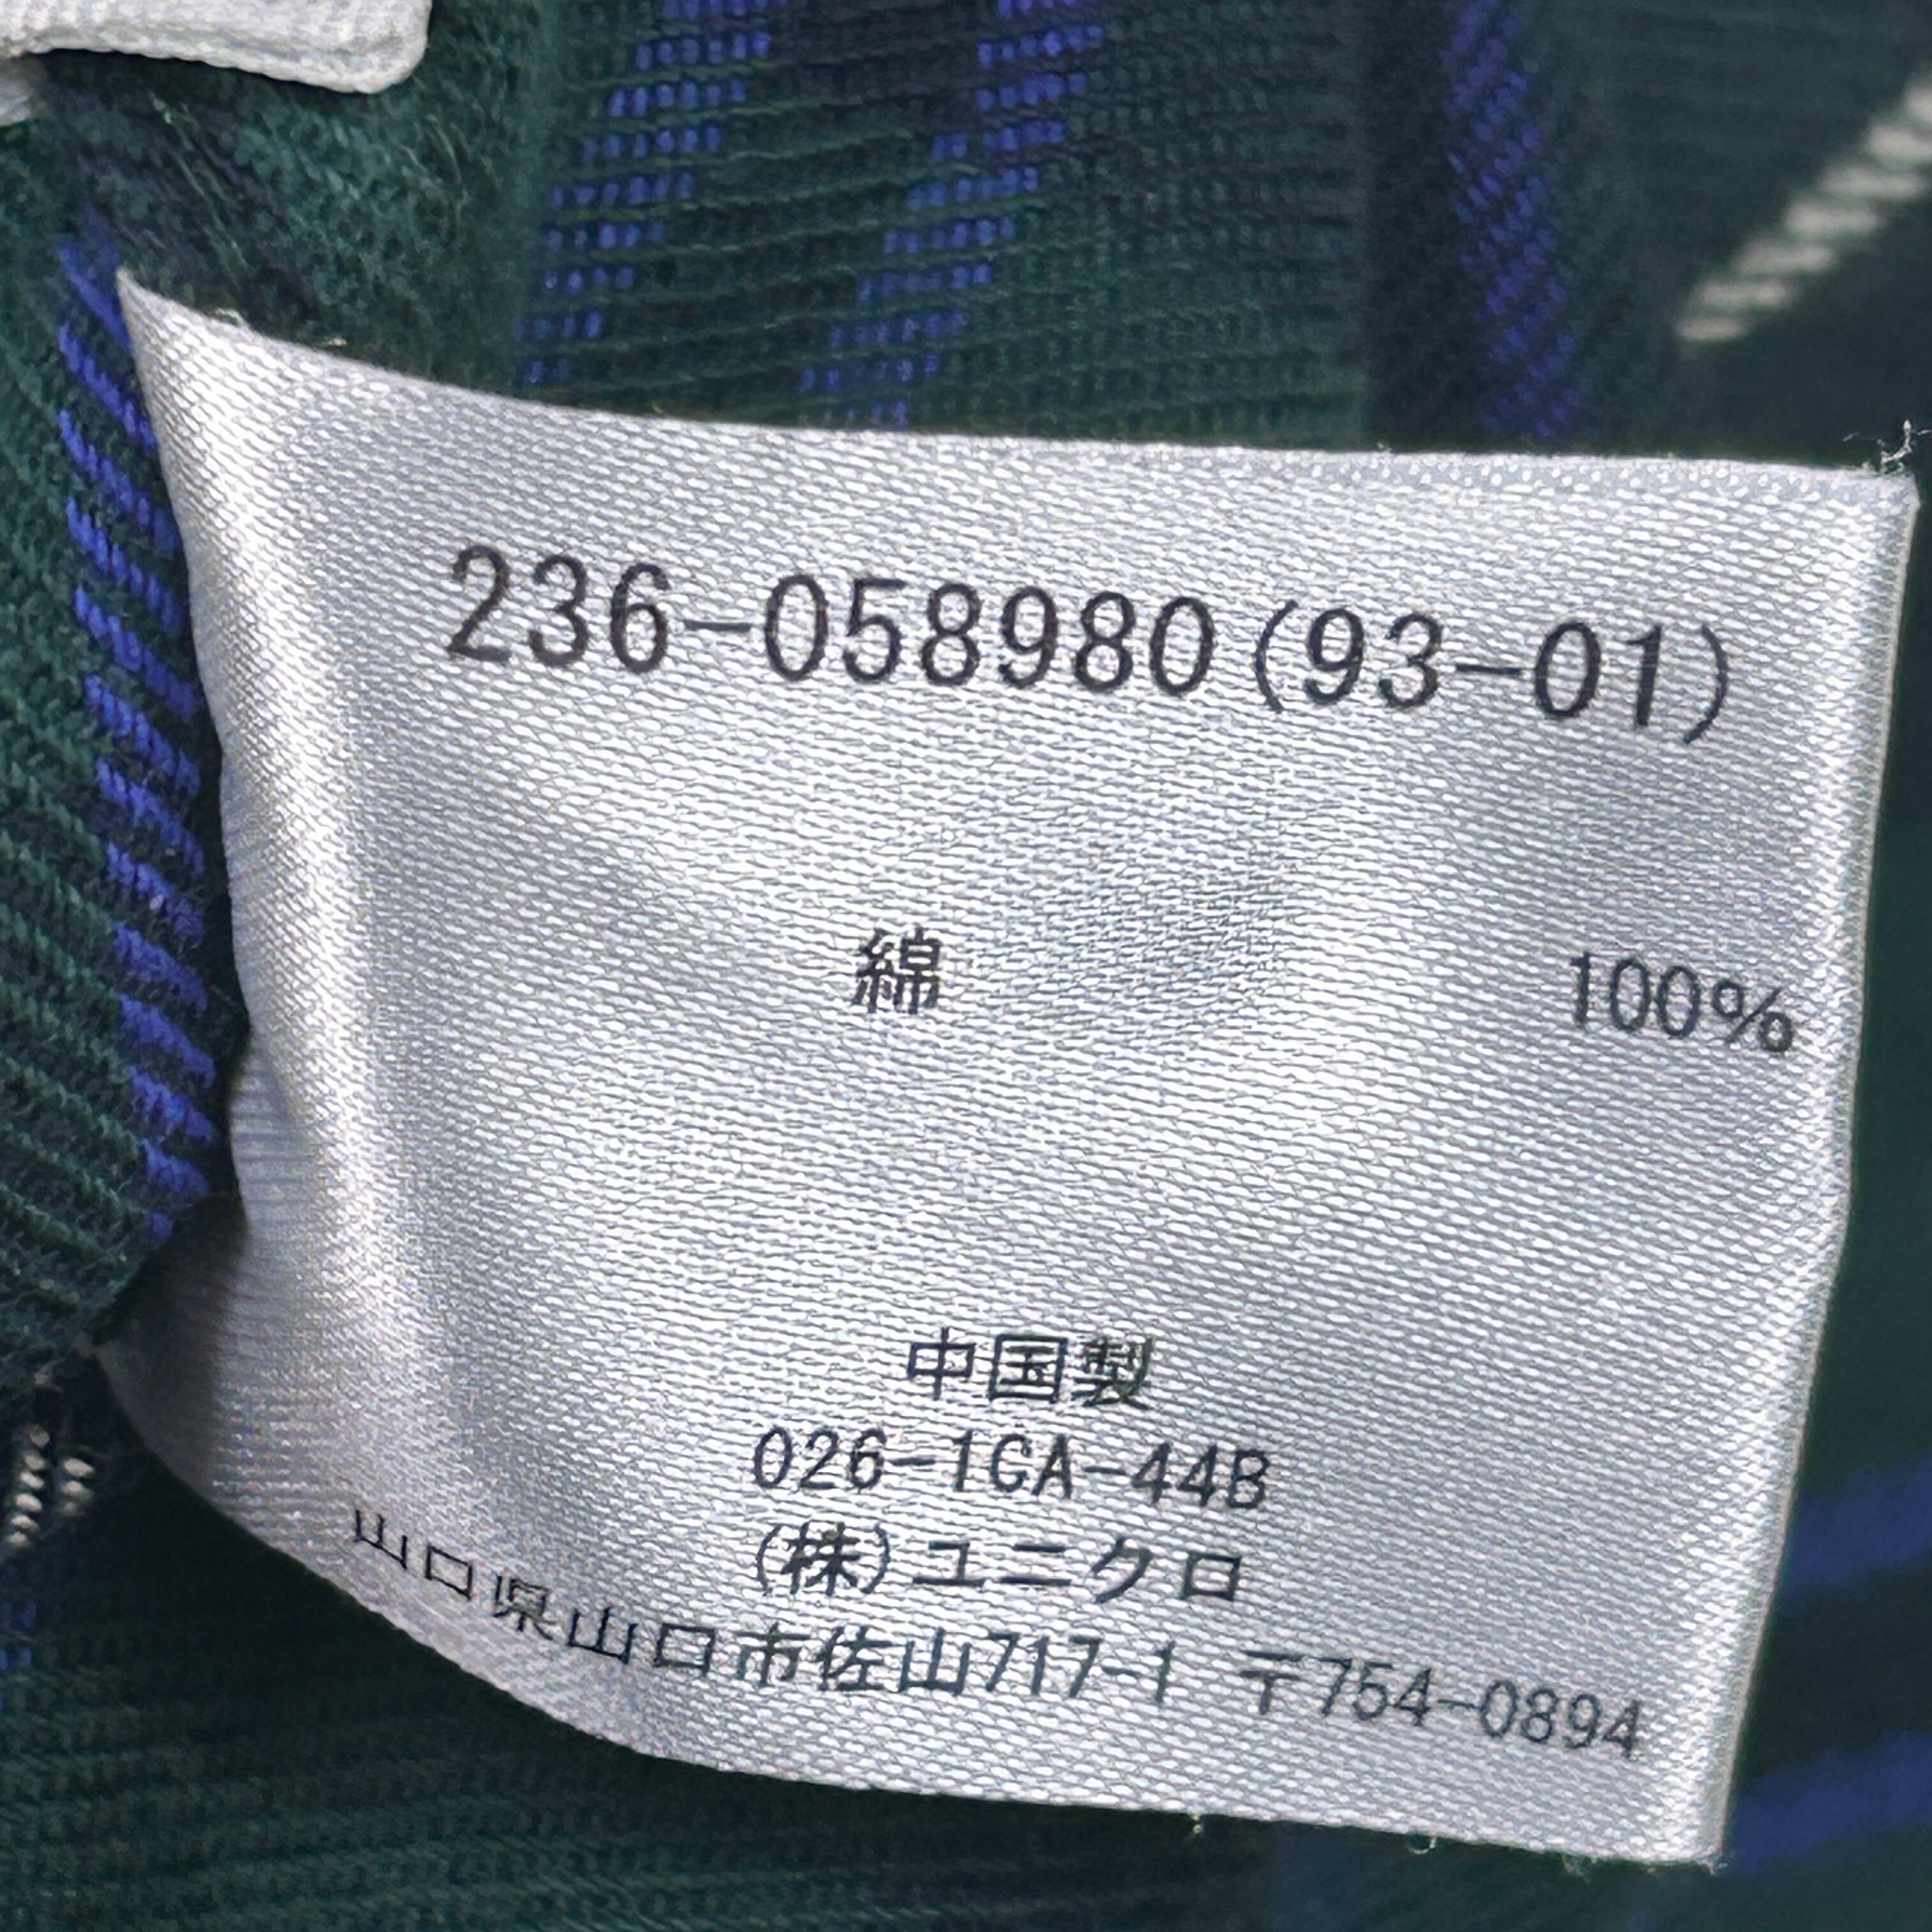 236-058980(93-01)
綿 100%
中国製
026-1CA-44B
(株)ユニクロ
山口県山口市佐山717-1 〒754-0894